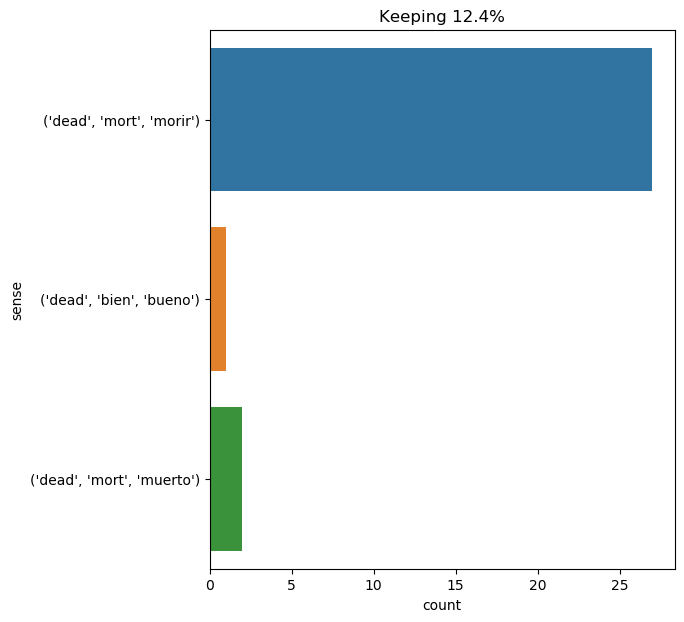 Keeping 12.4%
('dead', 'mort', 'morir')
('dead', 'bien', 'bueno')
('dead', 'mort', 'muerto')
sense
0 5 10 15 20 25
count